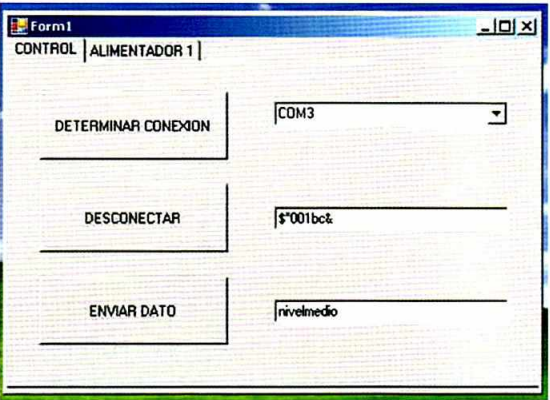 Form1
CONTROL ALIMENTADOR 1
DETERMINAR CONEXION COM3
DESCONECTAR $"001bc&
ENVIAR DATO nivelmedio